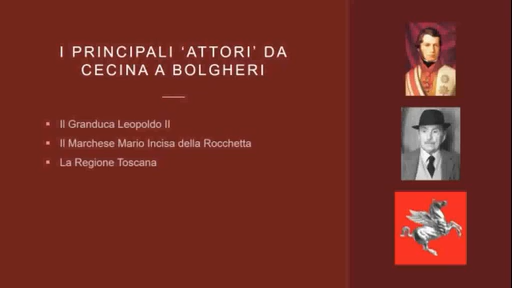 I PRINCIPALI ‘ATTORI’ DA
CECINA A BOLGHERI
Il Granduca Leopoldo II
Il Marchese Mario Incisa della Rocchetta
La Regione Toscana